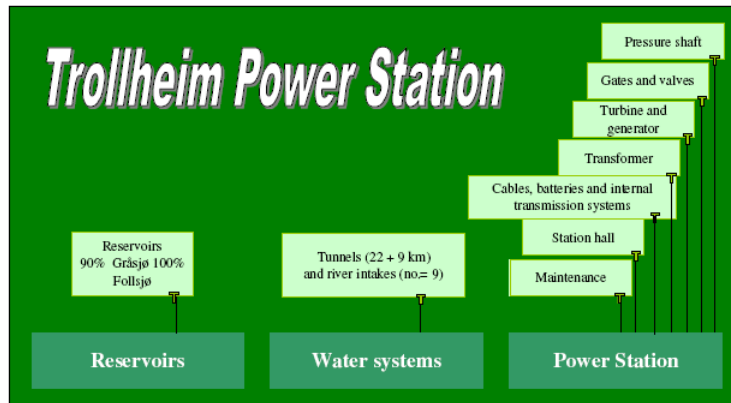 Trollheim Power Station
Pressure shaft
Gates and valves
Turbine and
generator
Transformer
Cables, batteries and internal
transmission systems
Station hall
Maintenance
Reservoirs
90% Gråsjø 100%
Follsjø
Tunnels (22 + 9 km)
and river intakes (no.= 9)
Reservoirs
Water systems
Power Station